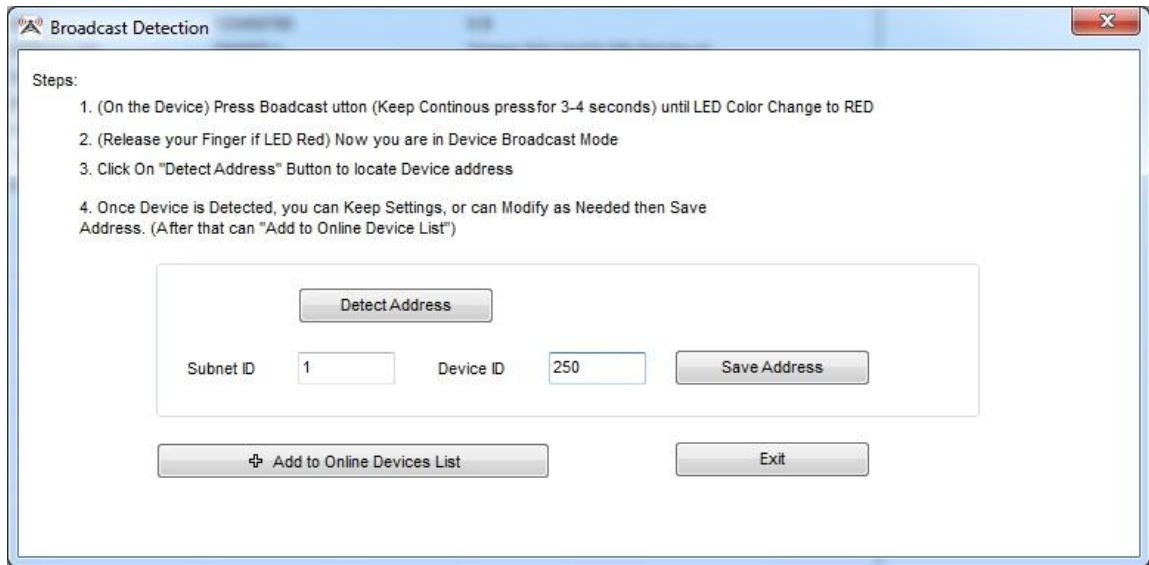 Broadcast Detection
Steps:
1. (On the Device) Press Boadcast utton (Keep Continous press for 3-4 seconds) until LED Color Change to RED
2. (Release your Finger if LED Red) Now you are in Device Broadcast Mode
3. Click On "Detect Address" Button to locate Device address
4. Once Device is Detected, you can Keep Settings, or can Modify as Needed then Save
Address. (After that can "Add to Online Device List")
Detect Address
Subnet ID 1 Device ID 250 Save Address
Add to Online Devices List Exit